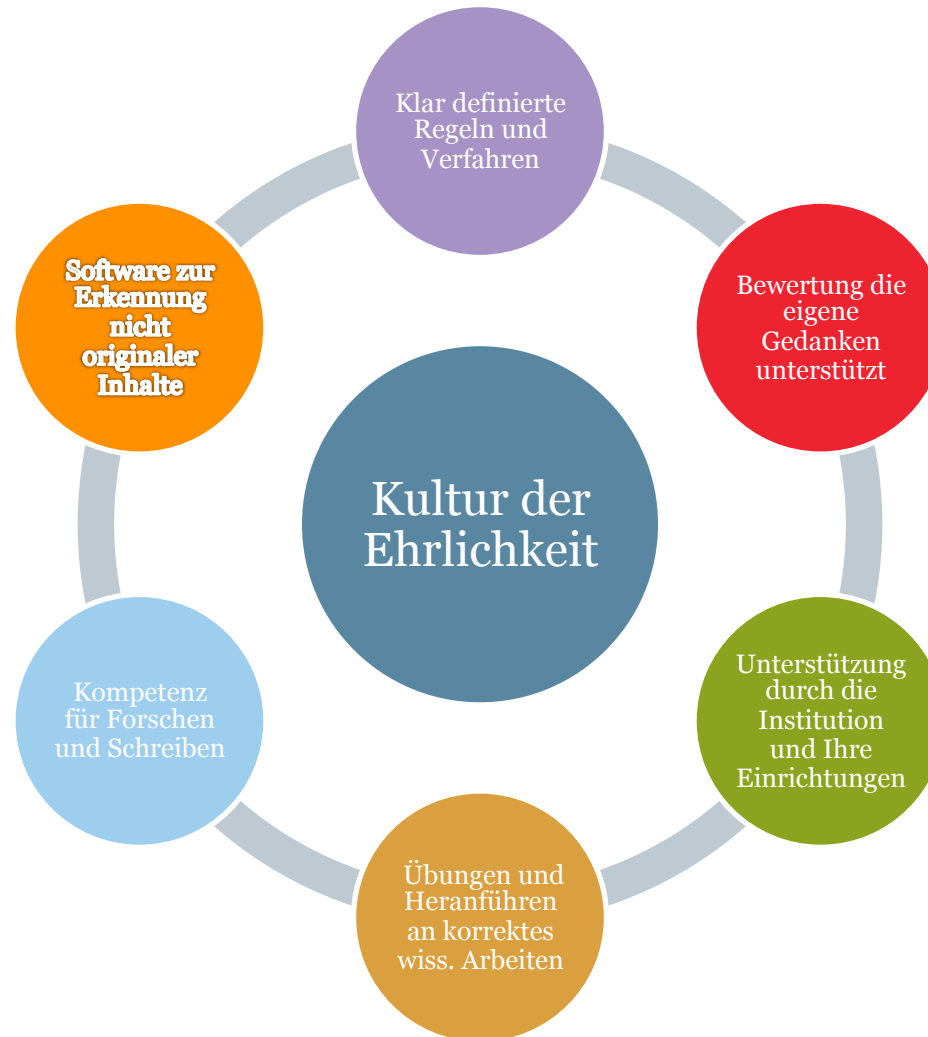 Klar definierte
Regeln und
Verfahren
Bewertung die
eigene
Gedanken
unterstützt
Unterstützung
durch die
Institution
und Ihre
Einrichtungen
Übungen und
Heranführen
an korrektes
wiss. Arbeiten
Kompetenz
für Forschen
und Schreiben
Software zur
Erkennung
nicht
originaler
Inhalte
Kultur der
Ehrlichkeit